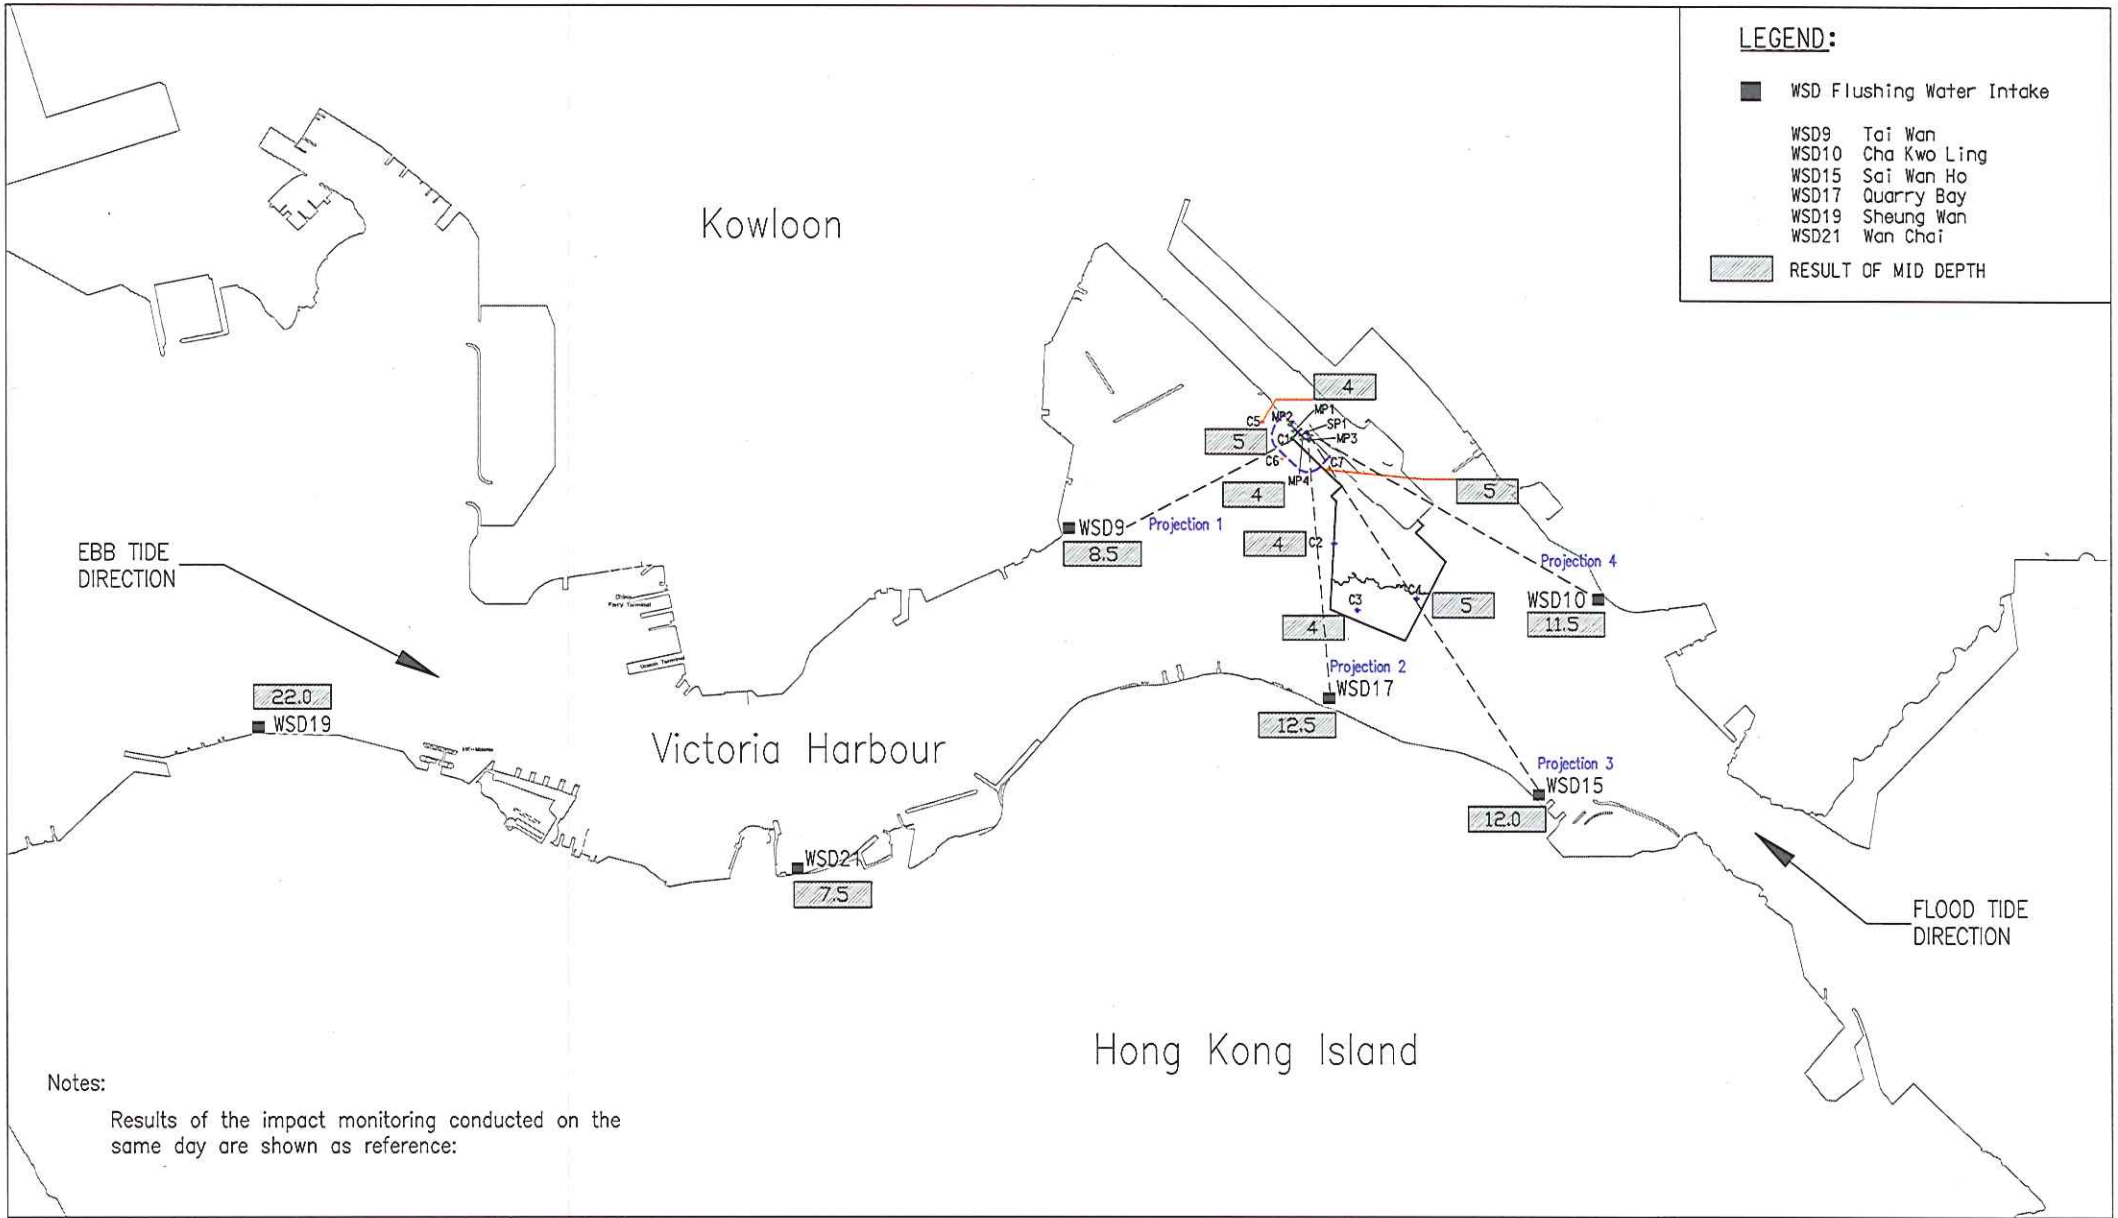 LEGEND:
WSD Flushing Water Intake
WSD9 Tai Wan
WSD10 Cha Kwo Ling
WSD15 Sai Wan Ho
WSD17 Quarry Bay
WSD19 Sheung Wan
WSD21 Wan Chai
RESULT OF MID DEPTH
Kowloon
4
MP1
MP2
C5
SP1
5
C1
MP3
C6
C7
MP4
4
5
WSD9
Projection 1
8.5
4
C2
EBB TIDE
DIRECTION
Projection 4
China
Ferry Terminal
C3
C4
5
WSD10
11.5
4
Ocean Terminal
Projection 2
WSD17
22.0
WSD19
12.5
Victoria Harbour
Projection 3
WSD15
12.0
WSD21
7.5
FLOOD TIDE
DIRECTION
Hong Kong Island
Notes:
Results of the impact monitoring conducted on the
same day are shown as reference: